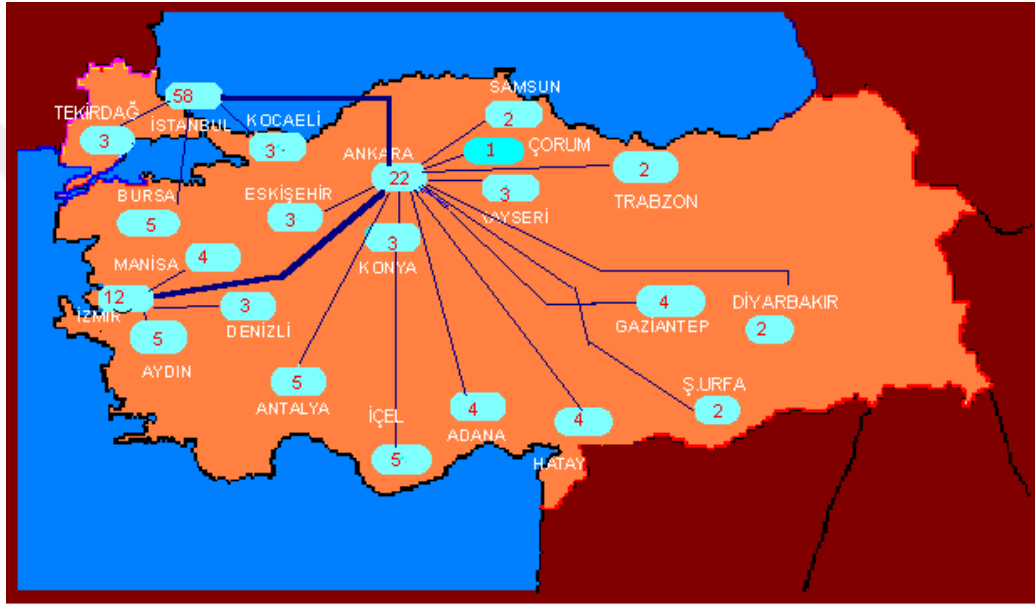 SAMSUN
58
2
TEKİRDAĞ
İSTANBUL
KOCAELİ
3
3
ANKARA
1
ÇORUM
22
2
TRABZON
BURSA
5
ESKİŞEHİR
3
3
KAYSERİ
3
KONYA
MANİSA
4
12
İZMİR
3
DENİZLİ
5
AYDIN
4
GAZİANTEP
DİYARBAKIR
2
5
ANTALYA
İÇEL
5
4
ADANA
4
HATAY
Ş.URFA
2